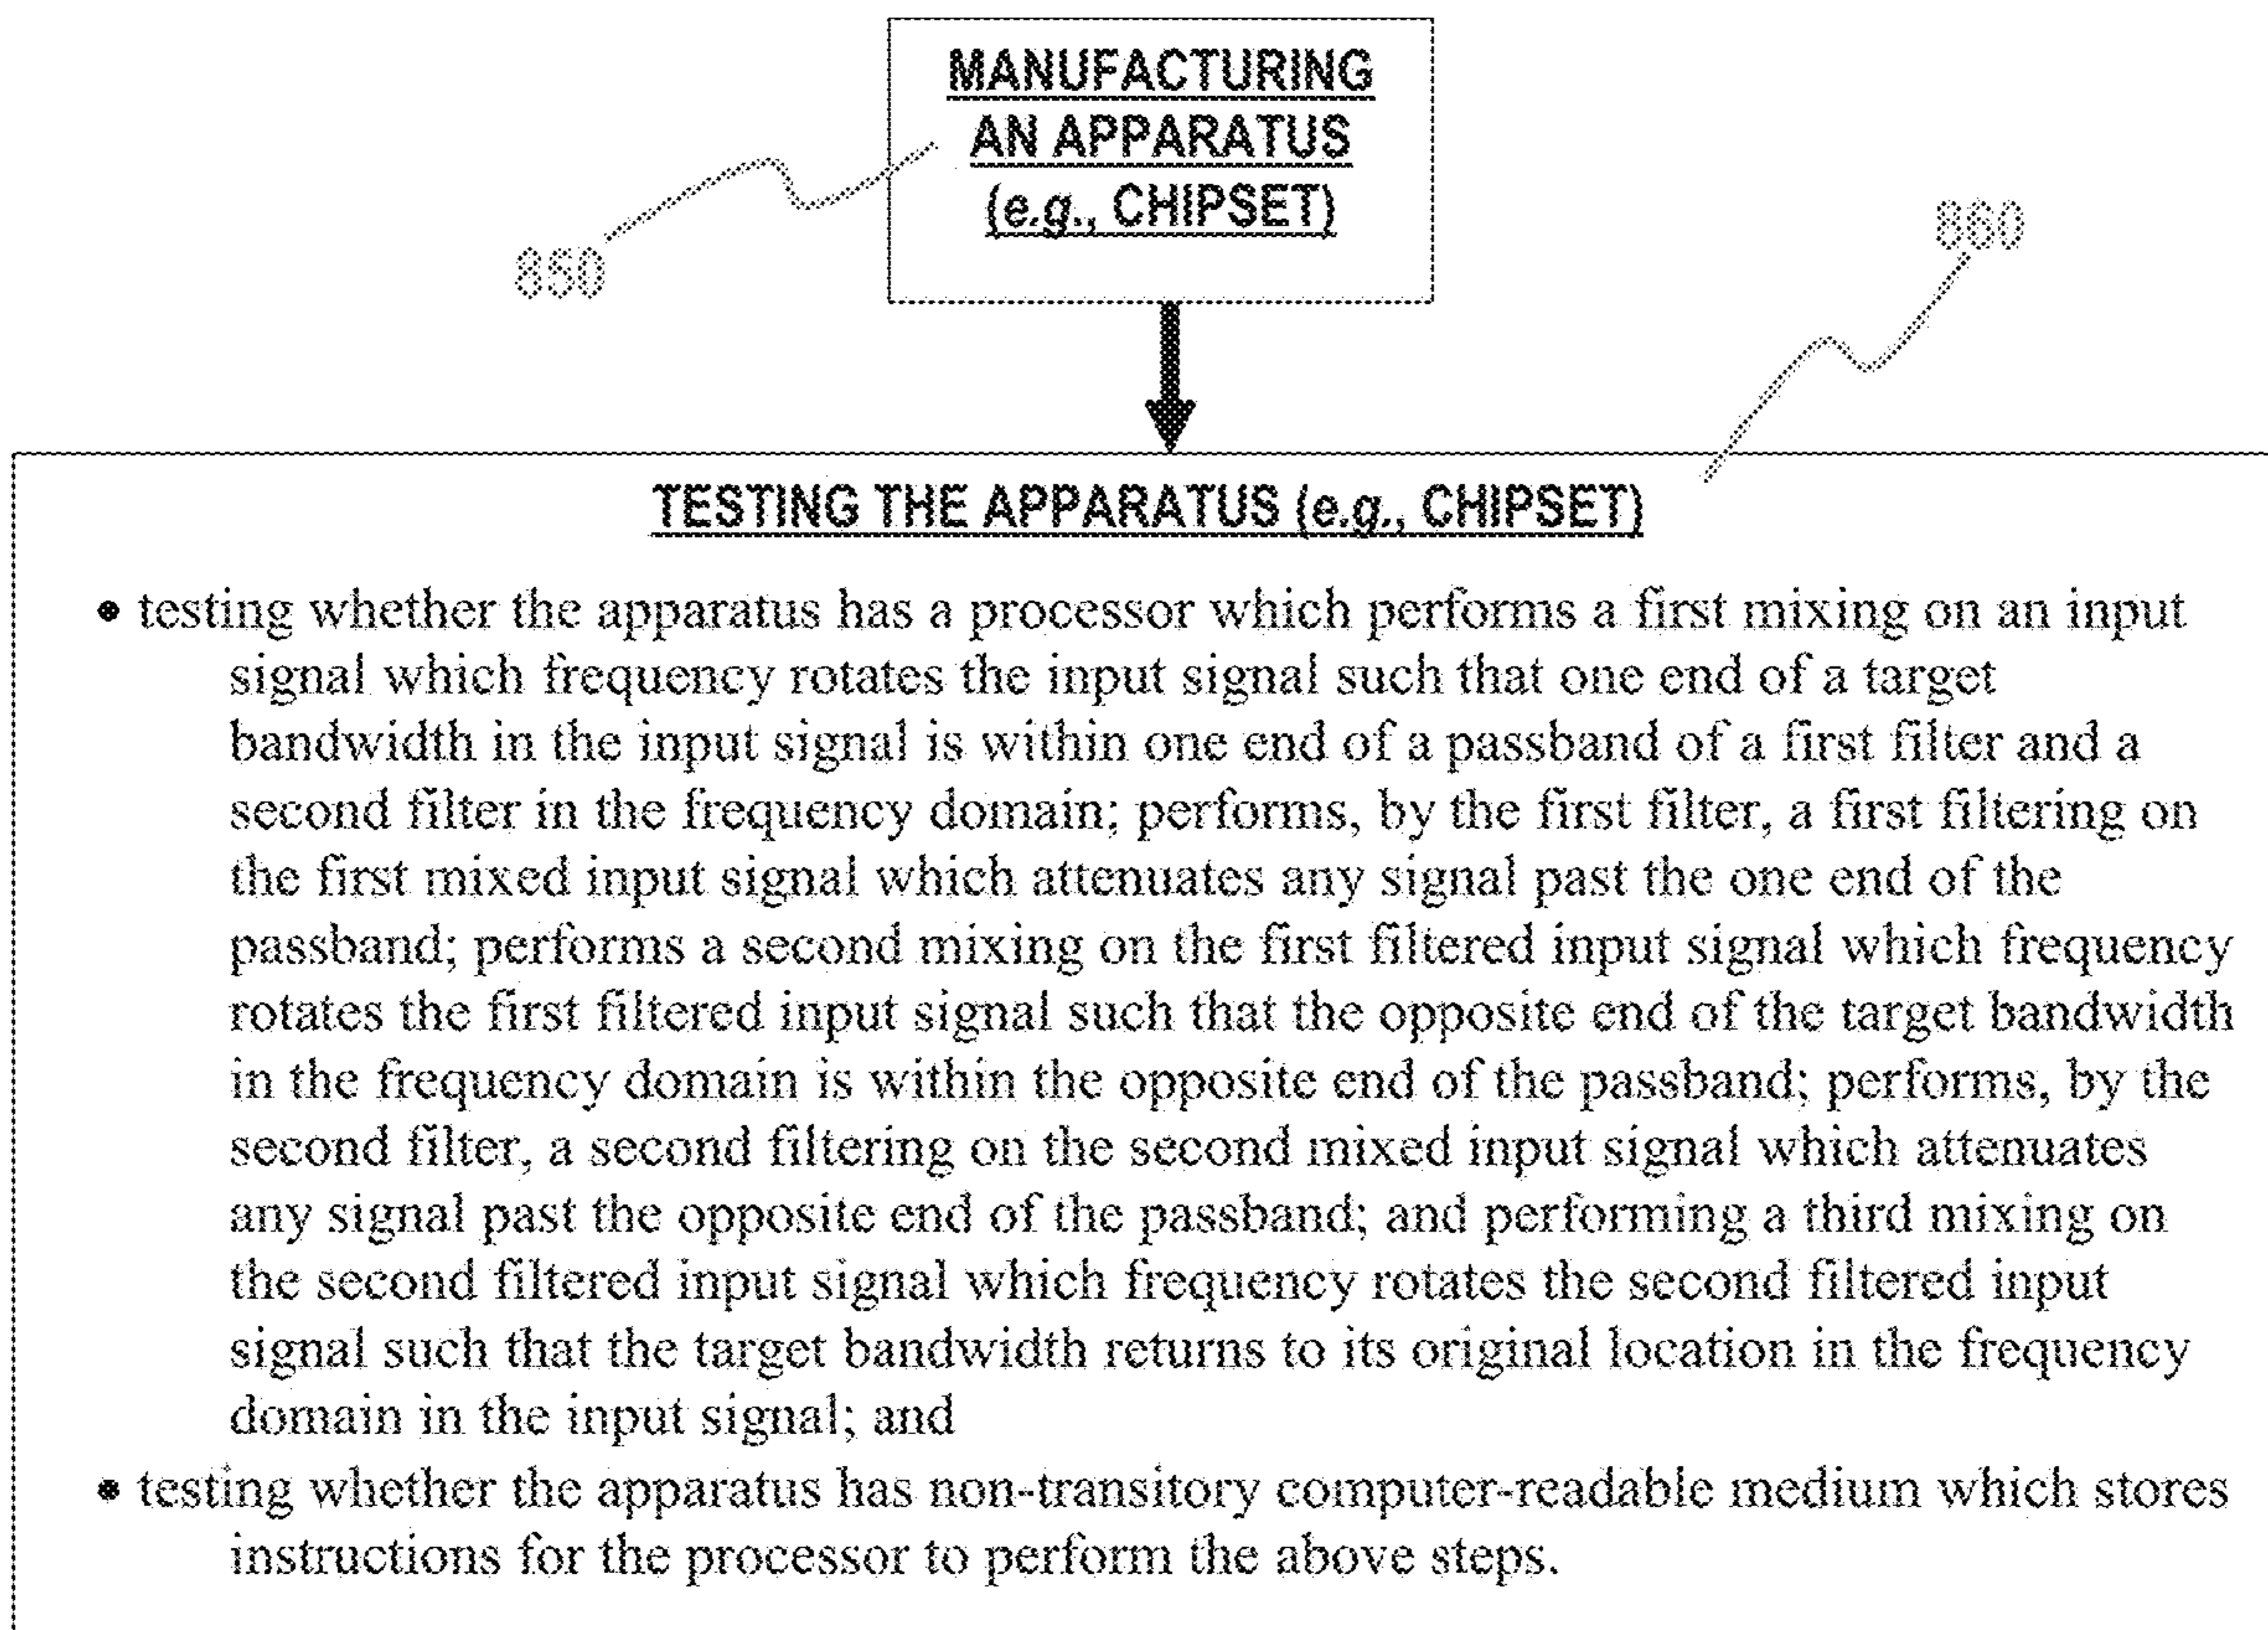 MANUFACTURING
AN APPARATUS
(e.g., CHIPSET)
850
860
TESTING THE APPARATUS (e.g., CHIPSET)
• testing whether the apparatus has a processor which performs a first mixing on an input
signal which frequency rotates the input signal such that one end of a target
bandwidth in the input signal is within one end of a passband of a first filter and a
second filter in the frequency domain; performs, by the first filter, a first filtering on
the first mixed input signal which attenuates any signal past the one end of the
passband; performs a second mixing on the first filtered input signal which frequency
rotates the first filtered input signal such that the opposite end of the target bandwidth
in the frequency domain is within the opposite end of the passband; performs, by the
second filter, a second filtering on the second mixed input signal which attenuates
any signal past the opposite end of the passband; and performing a third mixing on
the second filtered input signal which frequency rotates the second filtered input
signal such that the target bandwidth returns to its original location in the frequency
domain in the input signal; and
• testing whether the apparatus has non-transitory computer-readable medium which stores
instructions for the processor to perform the above steps.